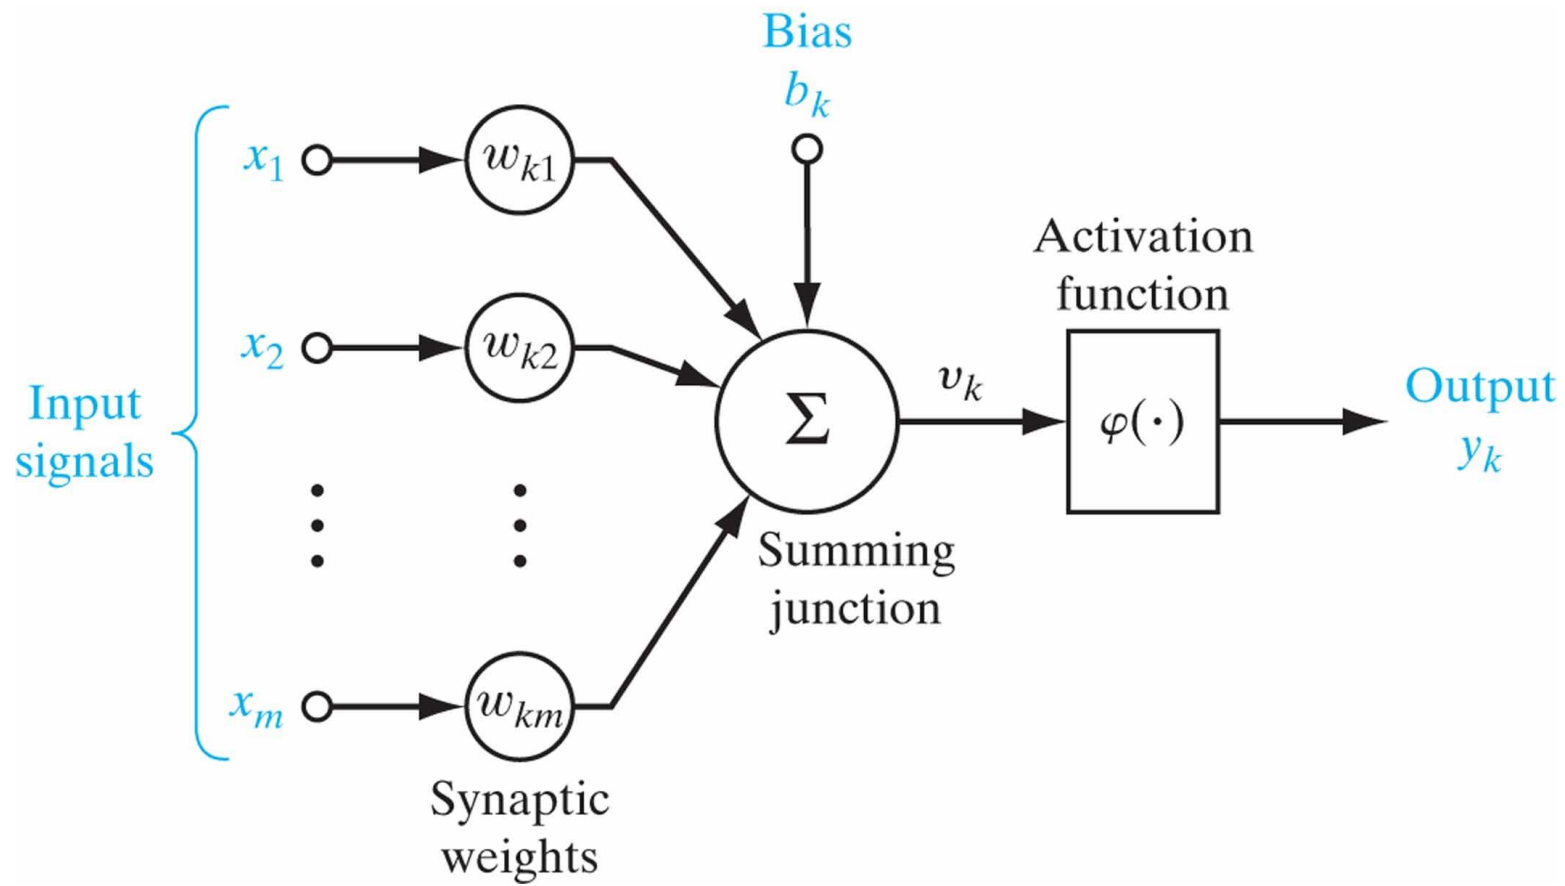 Bias
b_k
x_1
w_k1
Activation
function
x_2
w_k2
Input
signals
Σ
v_k
φ(·)
Output
y_k
Summing
junction
x_m
w_km
Synaptic
weights